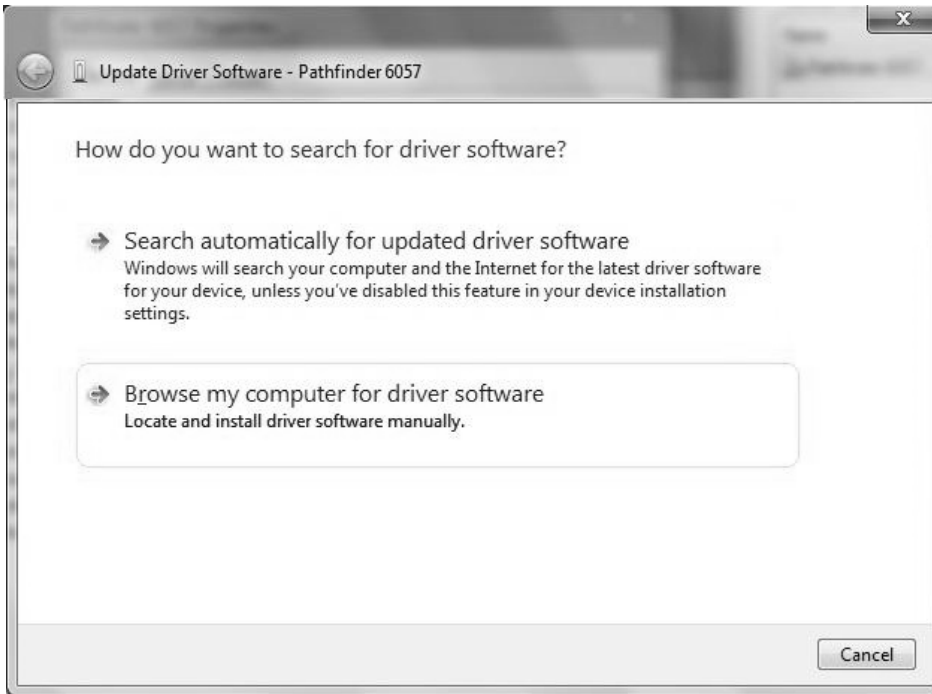 Update Driver Software - Pathfinder 6057
How do you want to search for driver software?
Search automatically for updated driver software
Windows will search your computer and the Internet for the latest driver software
for your device, unless you've disabled this feature in your device installation
settings.
Browse my computer for driver software
Locate and install driver software manually.
Cancel